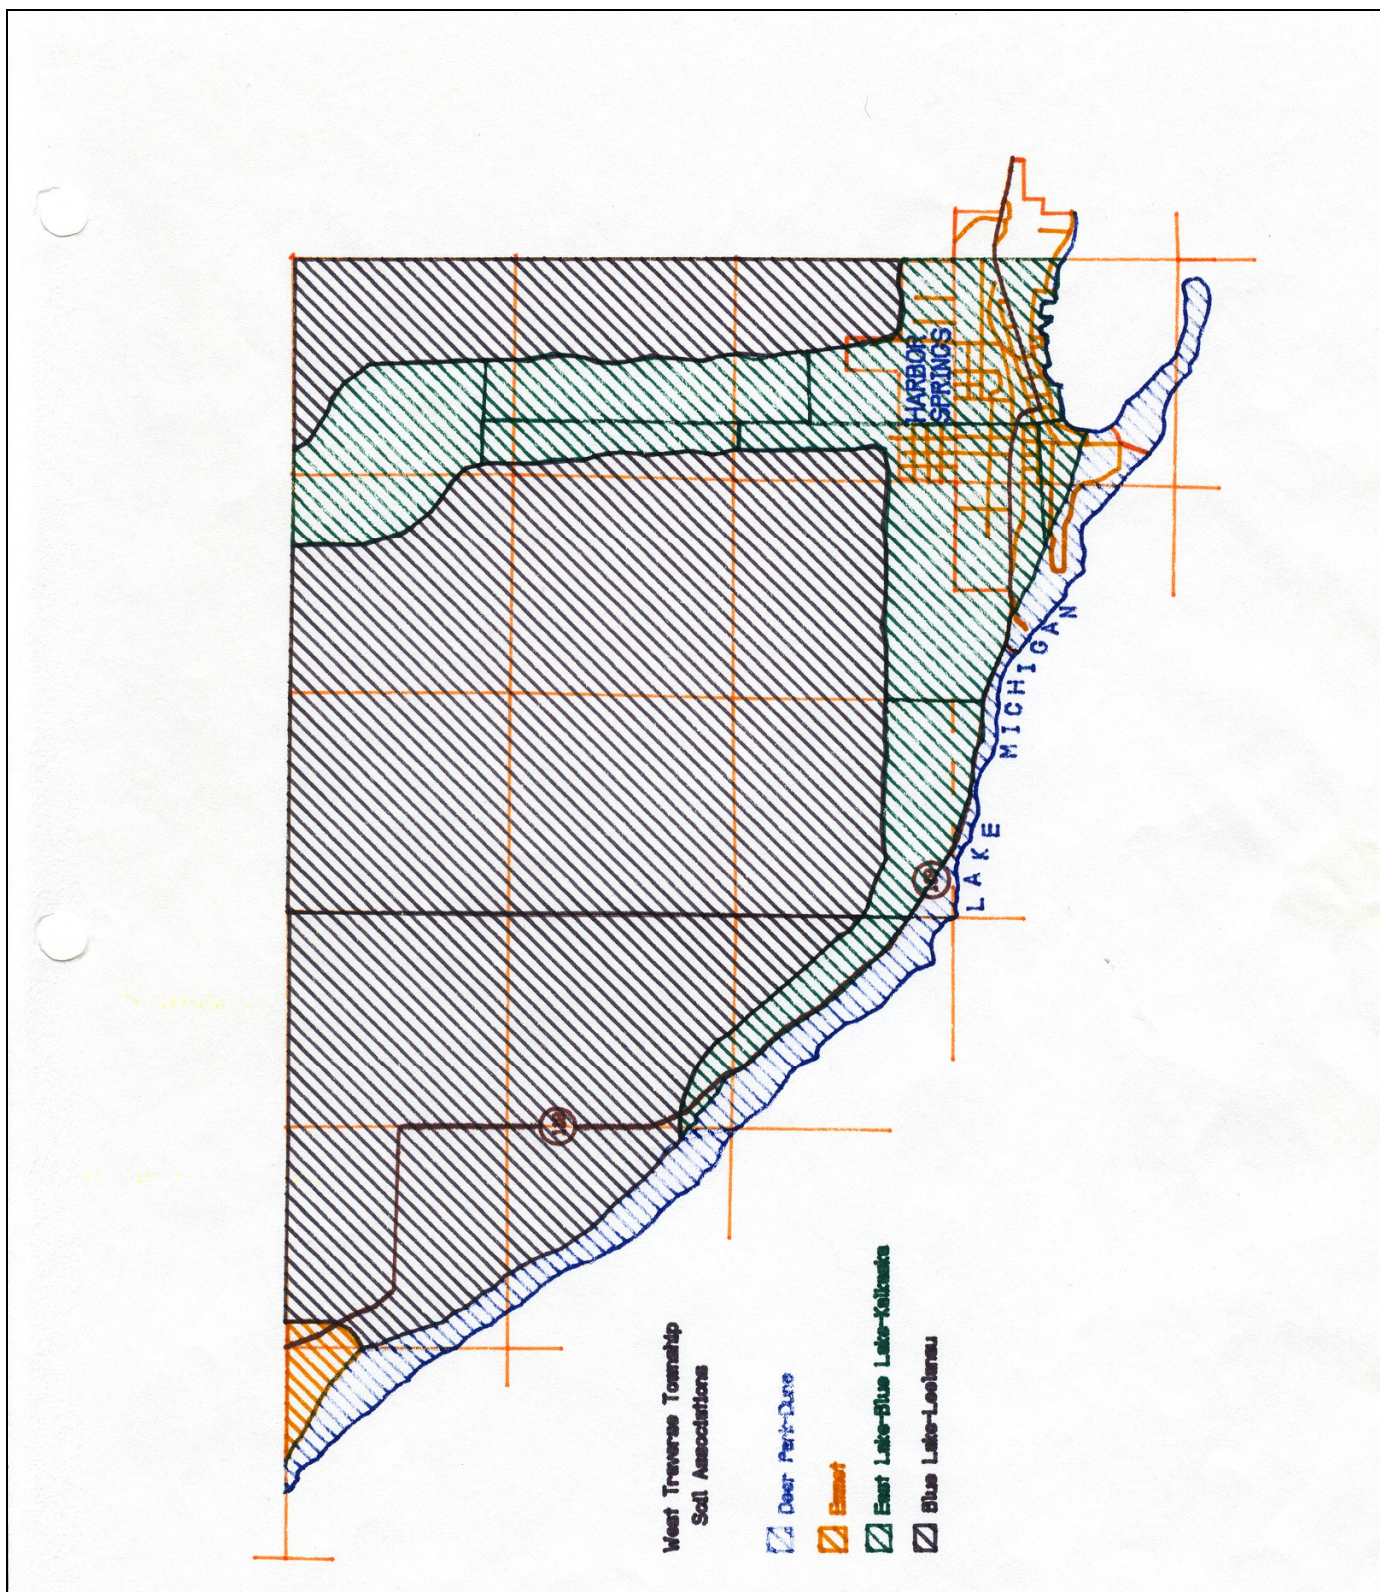 HARBOR
SPRINGS
LAKE MICHIGAN
West Traverse Township
Soil Associations
Deer Park-Dune
Emmet
East Lake-Blue Lake-Kalkaska
Blue Lake-Leelanau